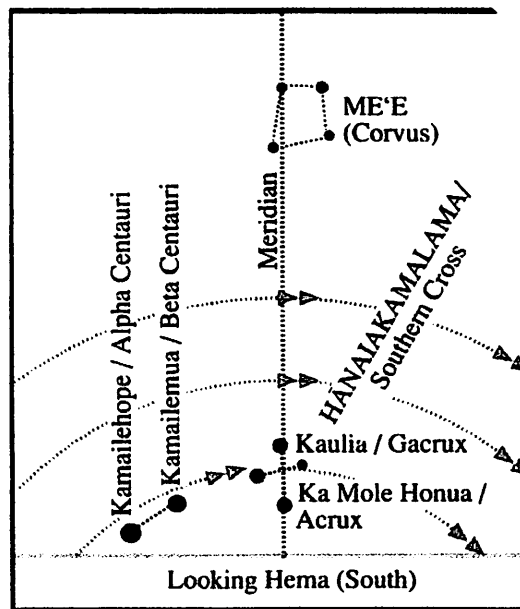 ME‘E
(Corvus)
Meridian
Kamailehope / Alpha Centauri
Kamailemua / Beta Centauri
HĀNAIAKAMALAMA/
Southern Cross
Kaulia / Gacrux
Ka Mole Honua /
Acrux
Looking Hema (South)